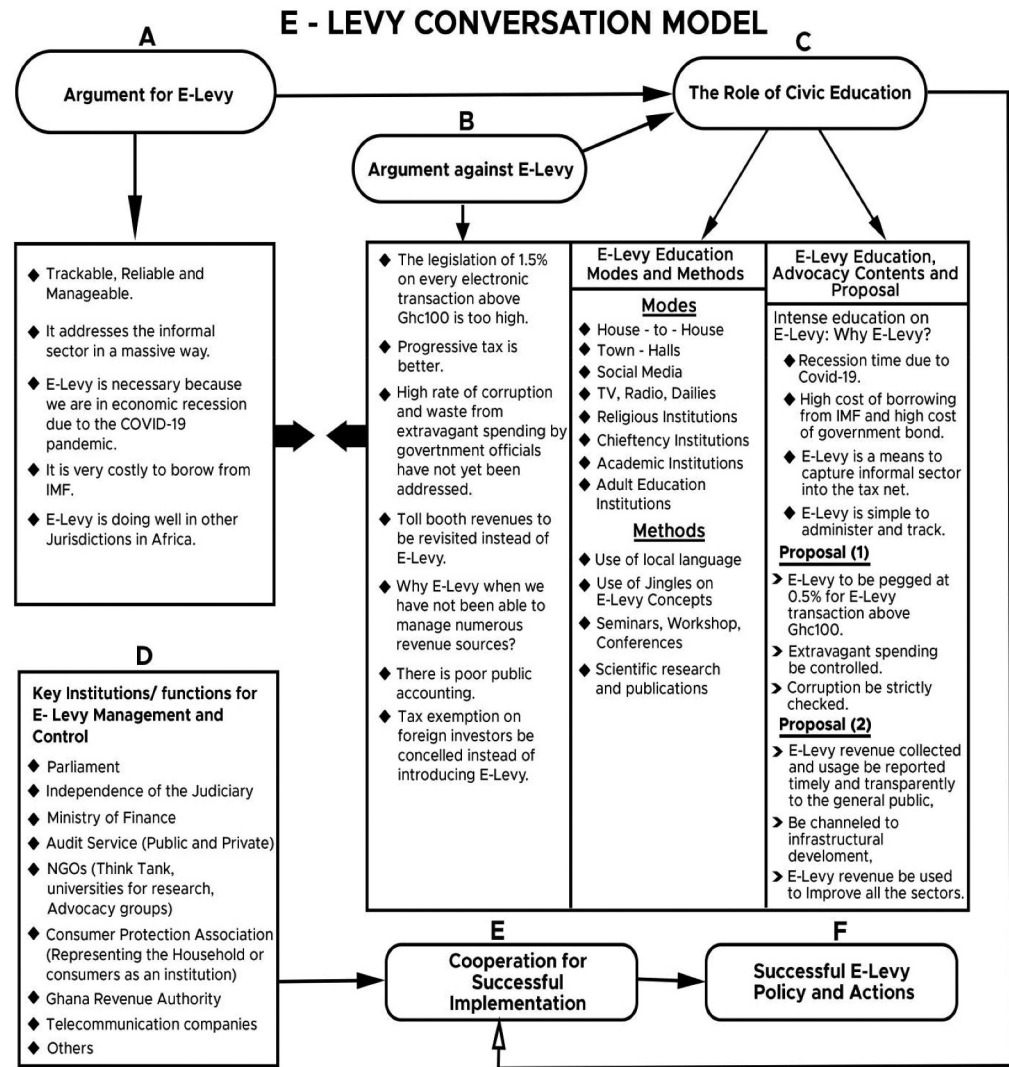 E - LEVY CONVERSATION MODEL
A
Argument for E-Levy
B
Argument against E-Levy
C
The Role of Civic Education
◆ Trackable, Reliable and
Manageable.
◆ It addresses the informal
sector in a massive way.
◆ E-Levy is necessary because
we are in economic recession
due to the COVID-19
pandemic.
◆ It is very costly to borow from
IMF.
◆ E-Levy is doing well in other
Jurisdictions in Africa.
◆ The legislation of 1.5%
on every electronic
transaction above
Ghc100 is too high.
◆ Progressive tax is
better.
◆ High rate of corruption
and waste from
extravagant spending by
govertnment officials
have not yet been
addressed.
◆ Toll booth revenues to
be revisited instead of
E-Levy.
◆ Why E-Levy when we
have not been able to
manage numerous
revenue sources?
◆ There is poor public
accounting.
◆ Tax exemption on
foreign investors be
concelled instead of
introducing E-Levy.
E-Levy Education
Modes and Methods
Modes
◆ House - to - House
◆ Town - Halls
◆ Social Media
◆ TV, Radio, Dailies
◆ Religious Institutions
◆ Chieftency Institutions
◆ Academic Institutions
◆ Adult Education
Institutions
Methods
◆ Use of local language
◆ Use of Jingles on
E-Levy Concepts
◆ Seminars, Workshop,
Conferences
◆ Scientific research
and publications
E-Levy Education,
Advocacy Contents and
Proposal
Intense education on
E-Levy: Why E-Levy?
◆ Recession time due to
Covid-19.
◆ High cost of borrowing
from IMF and high cost
of government bond.
◆ E-Levy is a means to
capture informal sector
into the tax net.
◆ E-Levy is simple to
administer and track.
Proposal (1)
➤ E-Levy to be pegged at
0.5% for E-Levy
transaction above
Ghc100.
➤ Extravagant spending
be controlled.
➤ Corruption be strictly
checked.
Proposal (2)
➤ E-Levy revenue collected
and usage be reported
timely and transparently
to the general public,
➤ Be channeled to
infrastructural
develoment,
➤ E-Levy revenue be used
to Improve all the sectors.
D
Key Institutions/ functions for
E- Levy Management and
Control
◆ Parliament
◆ Independence of the Judiciary
◆ Ministry of Finance
◆ Audit Service (Public and Private)
◆ NGOs (Think Tank,
universities for research,
Advocacy groups)
◆ Consumer Protection Association
(Representing the Household or
consumers as an institution)
◆ Ghana Revenue Authority
◆ Telecommunication companies
◆ Others
E
Cooperation for
Successful
Implementation
F
Successful E-Levy
Policy and Actions